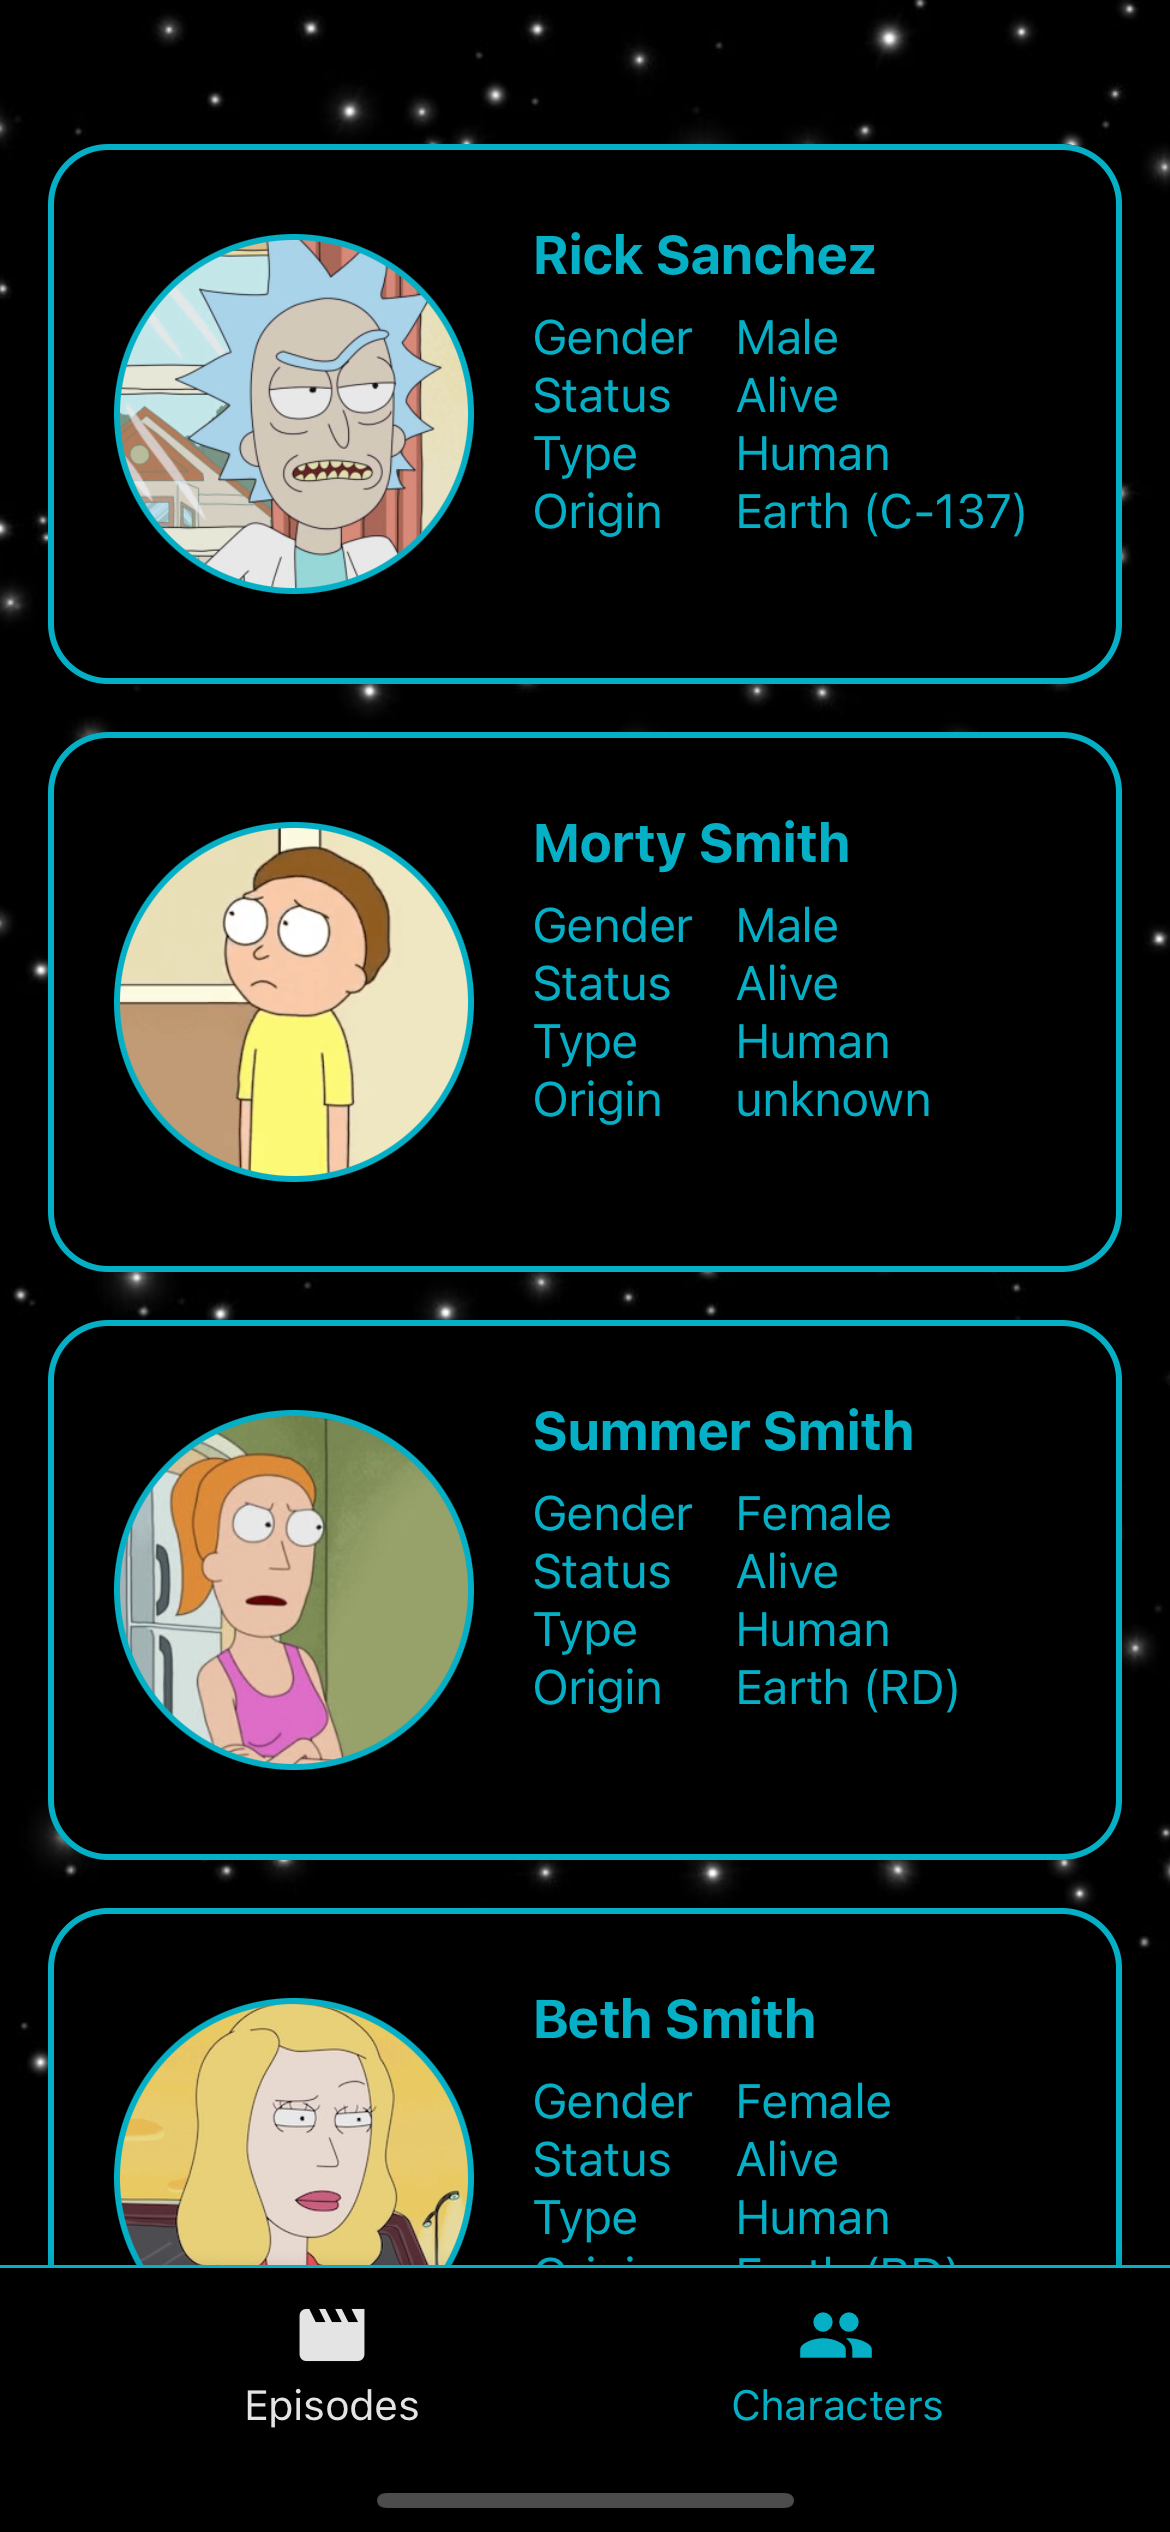 Rick Sanchez
Gender Male
Status Alive
Type Human
Origin Earth (C-137)
Morty Smith
Gender Male
Status Alive
Type Human
Origin unknown
Summer Smith
Gender Female
Status Alive
Type Human
Origin Earth (RD)
Beth Smith
Gender Female
Status Alive
Type Human
Episodes
Characters